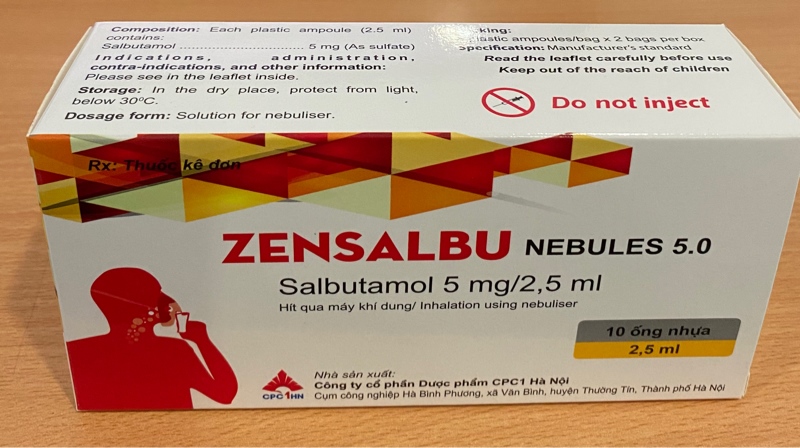 Composition: Each plastic ampoule (2.5 ml)
contains:
Salbutamol ........................................ 5 mg (As sulfate)
Indications, administration,
contra-indications, and other information:
Please see in the leaflet inside.
Storage: In the dry place, protect from light,
below 30ºC.
Dosage form: Solution for nebuliser.
ampoules/bag x 2 bags per box
Manufacturer's standard
Read the leaflet carefully before use
Keep out of the reach of children
Do not inject
Rx: Thuốc kê đơn
ZENSALBU NEBULES 5.0
Salbutamol 5 mg/2,5 ml
Hít qua máy khí dung/ Inhalation using nebuliser
10 ống nhựa
2,5 ml
CPC1HN
Nhà sản xuất:
Công ty cổ phần Dược phẩm CPC1 Hà Nội
Cụm công nghiệp Hà Bình Phương, xã Văn Bình, huyện Thường Tín, Thành phố Hà Nội